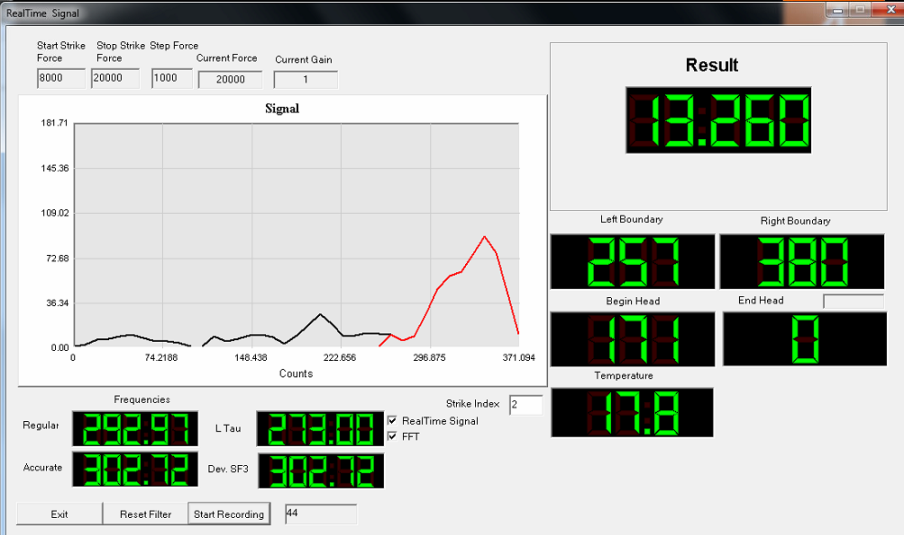 RealTime Signal
Start Strike Force
Stop Strike Force
Step Force
Current Force
Current Gain
8000
20000
1000
20000
1
Result
13.260
Signal
181.71
145.36
109.02
72.68
36.34
0.00
0
74.2188
148.438
222.656
296.875
371.094
Counts
Left Boundary
Right Boundary
257
380
Begin Head
End Head
171
0
Temperature
17.8
Strike Index
2
Frequencies
Regular
292.97
L Tau
273.00
RealTime Signal
FFT
Accurate
302.72
Dev. SF3
302.72
Exit
Reset Filter
Start Recording
44